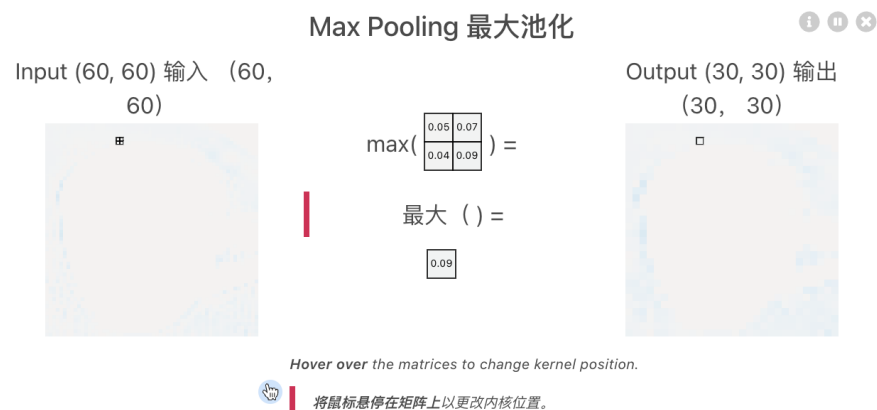 Max Pooling 最大池化
Input (60, 60) 输入 （60，
60）
Output (30, 30) 输出
（30， 30）
max(
0.05 0.07
0.04 0.09
) =
最大（ ) =
0.09
Hover over the matrices to change kernel position.
将鼠标悬停在矩阵上以更改内核位置。